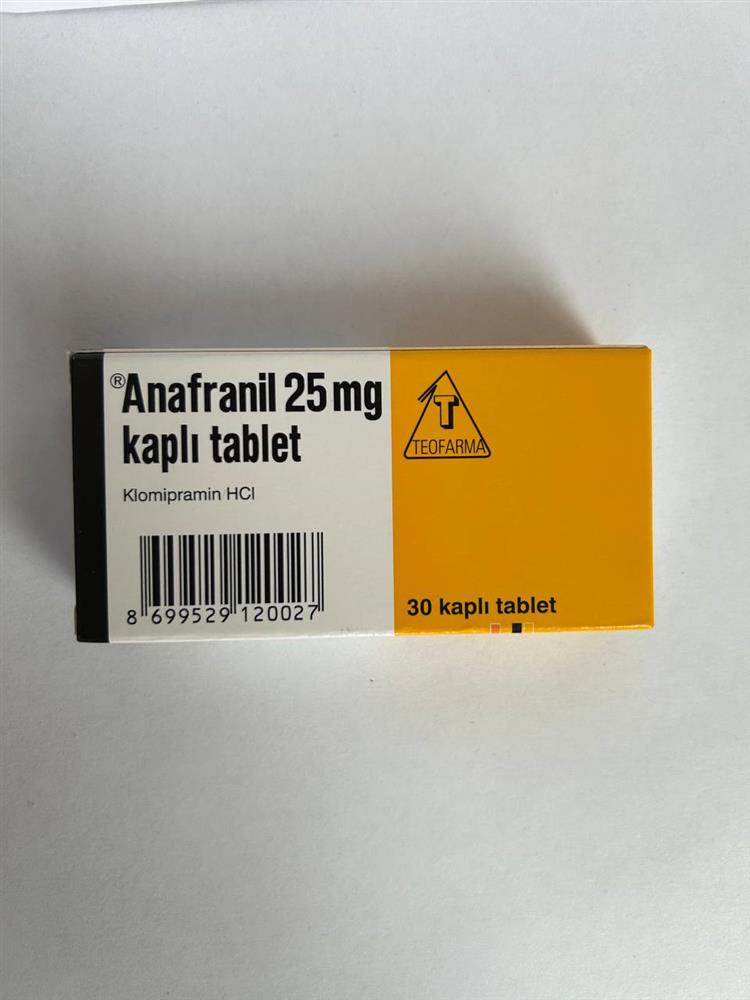 ®Anafranil 25 mg
kaplı tablet
Klomipramin HCl
8 699529 120027
T
TEOFARMA
30 kaplı tablet